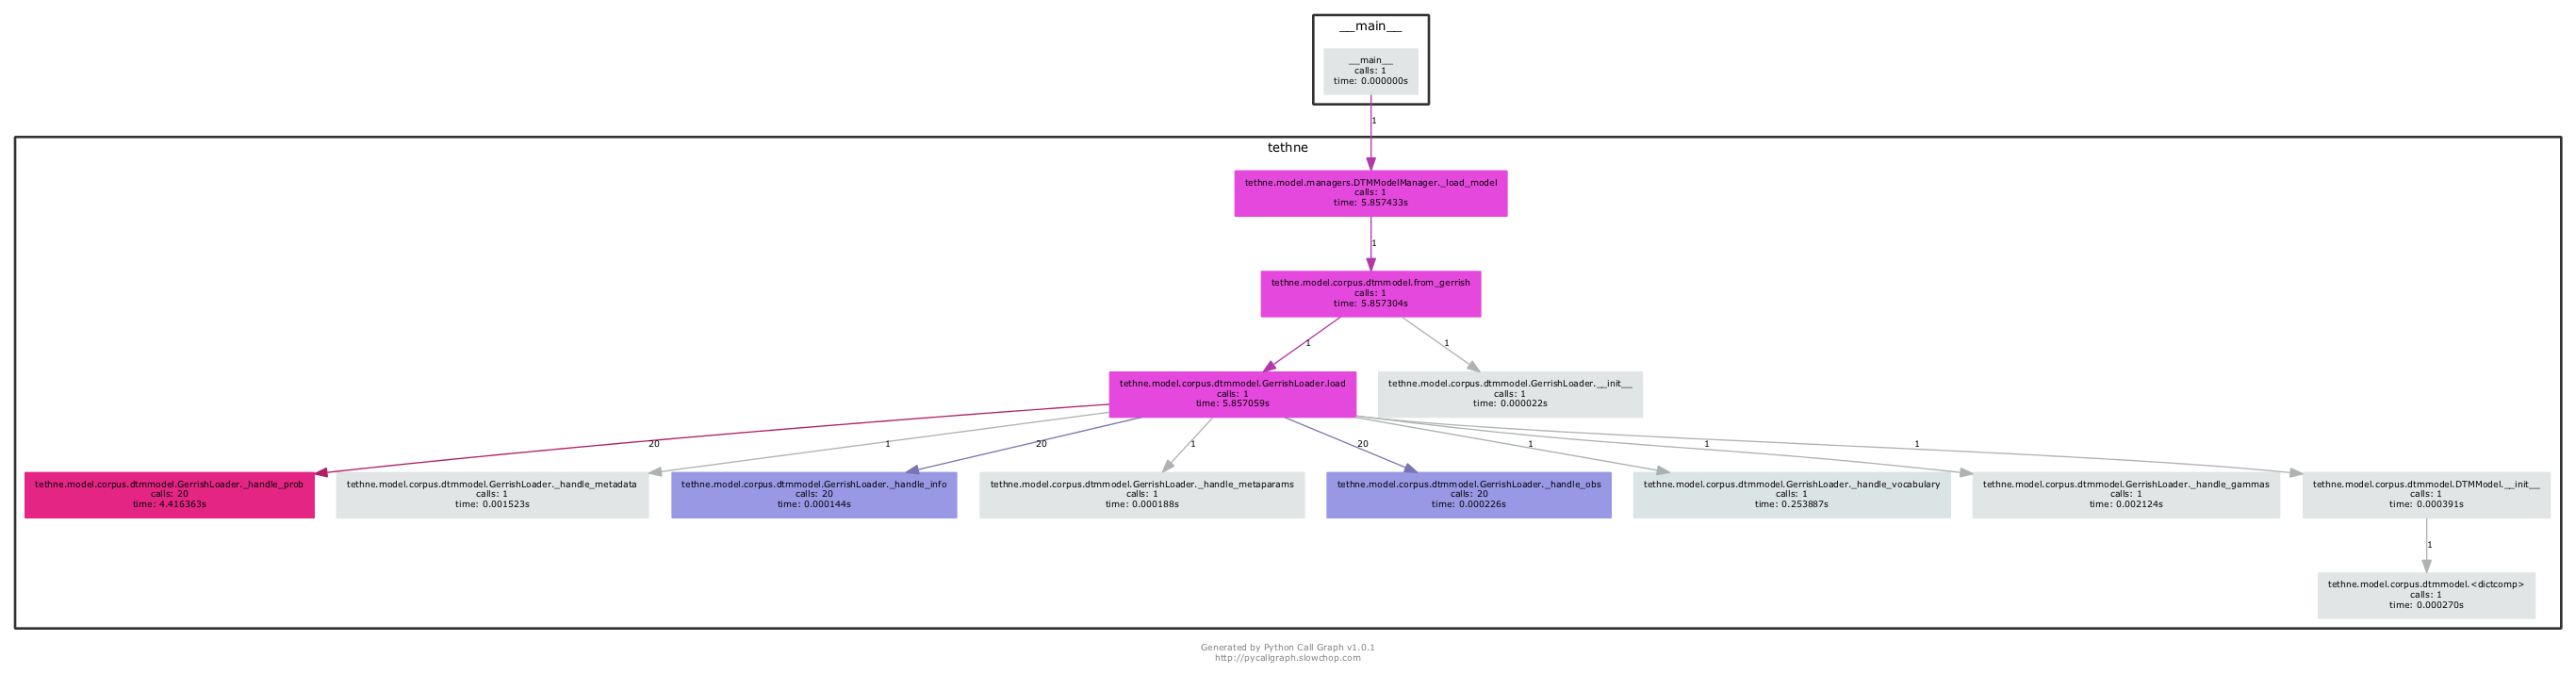 __main__
__main__
calls: 1
time: 0.000000s
1
tethne
tethne.model.managers.DTMModelManager._load_model
calls: 1
time: 5.857433s
1
tethne.model.corpus.dtmmodel.from_gerrish
calls: 1
time: 5.857304s
1
1
tethne.model.corpus.dtmmodel.GerrishLoader.load
calls: 1
time: 5.857059s
tethne.model.corpus.dtmmodel.GerrishLoader.__init__
calls: 1
time: 0.000022s
20
1
20
1
20
1
1
1
tethne.model.corpus.dtmmodel.GerrishLoader._handle_prob
calls: 20
time: 4.416363s
tethne.model.corpus.dtmmodel.GerrishLoader._handle_metadata
calls: 1
time: 0.001523s
tethne.model.corpus.dtmmodel.GerrishLoader._handle_info
calls: 20
time: 0.000144s
tethne.model.corpus.dtmmodel.GerrishLoader._handle_metaparams
calls: 1
time: 0.000188s
tethne.model.corpus.dtmmodel.GerrishLoader._handle_obs
calls: 20
time: 0.000226s
tethne.model.corpus.dtmmodel.GerrishLoader._handle_vocabulary
calls: 1
time: 0.253887s
tethne.model.corpus.dtmmodel.GerrishLoader._handle_gammas
calls: 1
time: 0.002124s
tethne.model.corpus.dtmmodel.DTMModel.__init__
calls: 1
time: 0.000391s
1
tethne.model.corpus.dtmmodel.<dictcomp>
calls: 1
time: 0.000270s
Generated by Python Call Graph v1.0.1
http://pycallgraph.slowchop.com